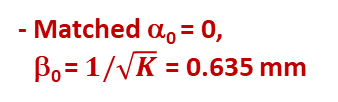 - Matched α₀ = 0,
β₀ = 1/√K = 0.635 mm